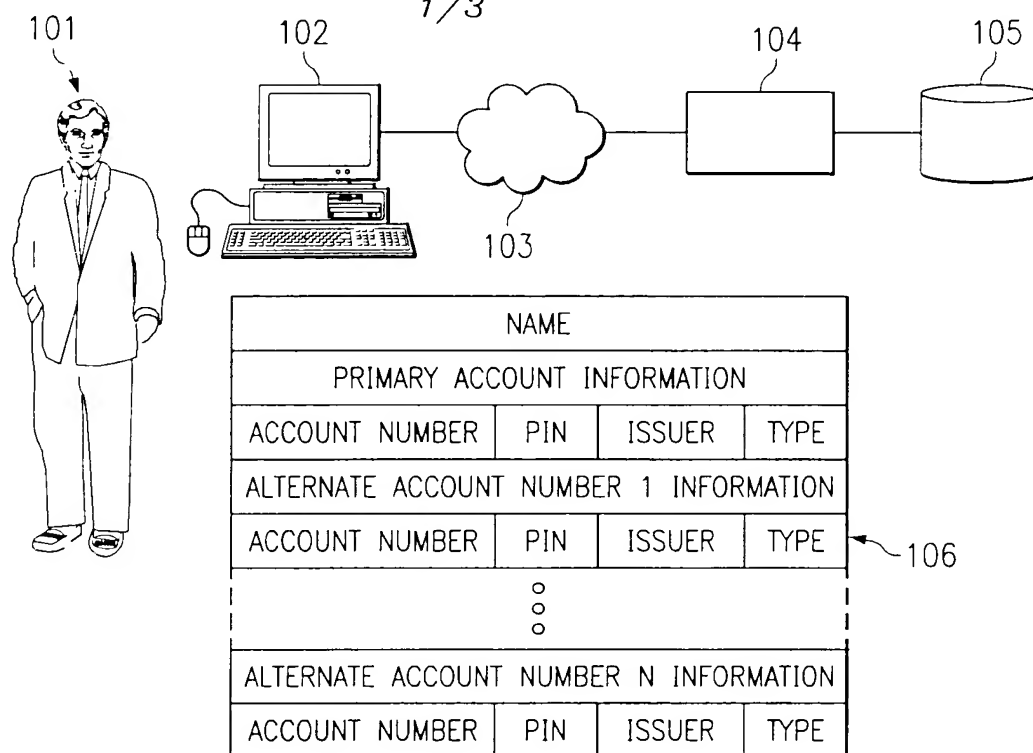 1/3
101 102 104 105
103
NAME
PRIMARY ACCOUNT INFORMATION
ACCOUNT NUMBER PIN ISSUER TYPE
ALTERNATE ACCOUNT NUMBER 1 INFORMATION
ACCOUNT NUMBER PIN ISSUER TYPE
106
ALTERNATE ACCOUNT NUMBER N INFORMATION
ACCOUNT NUMBER PIN ISSUER TYPE